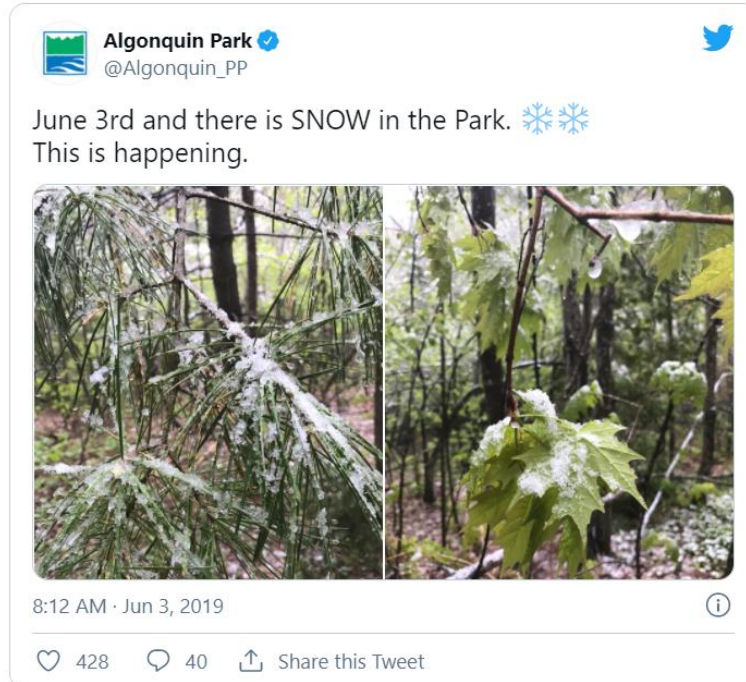 Algonquin Park
@Algonquin_PP
June 3rd and there is SNOW in the Park. ❄️❄️
This is happening.
8:12 AM · Jun 3, 2019
428 40 Share this Tweet